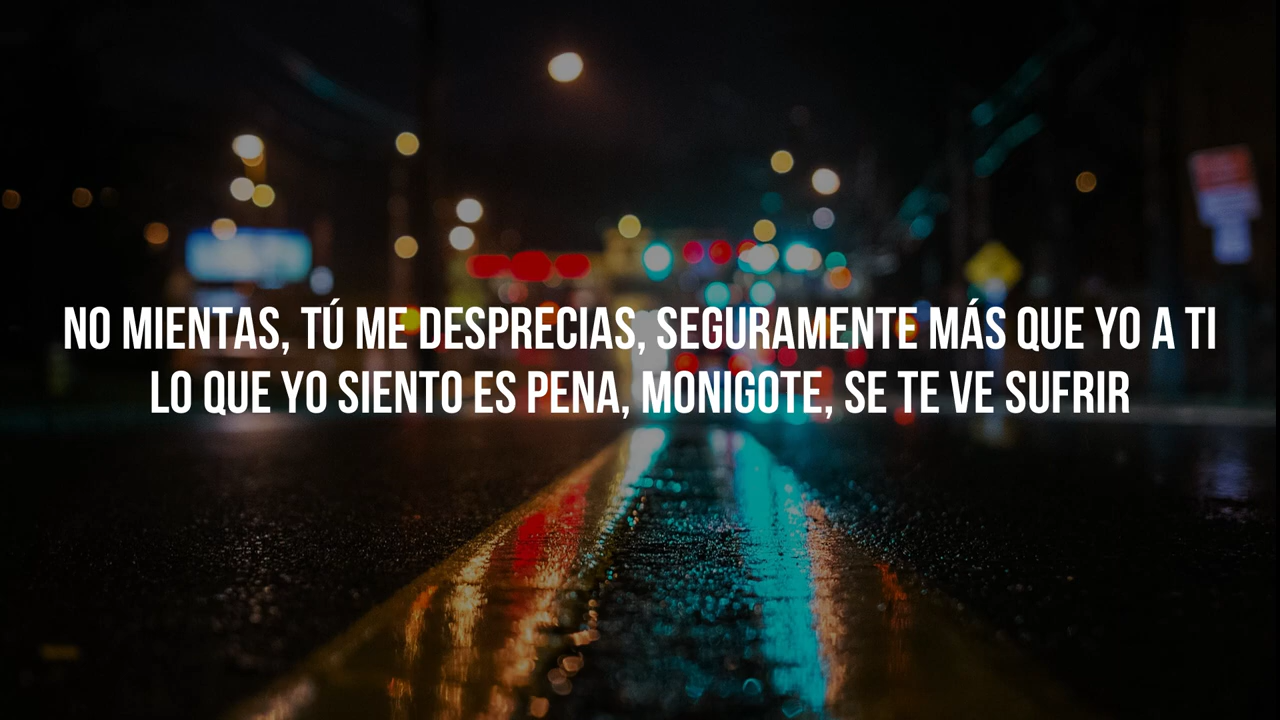 NO MIENTAS, TÚ ME DESPRECIAS, SEGURAMENTE MÁS QUE YO A TI
LO QUE YO SIENTO ES PENA, MONIGOTE, SE TE VE SUFRIR